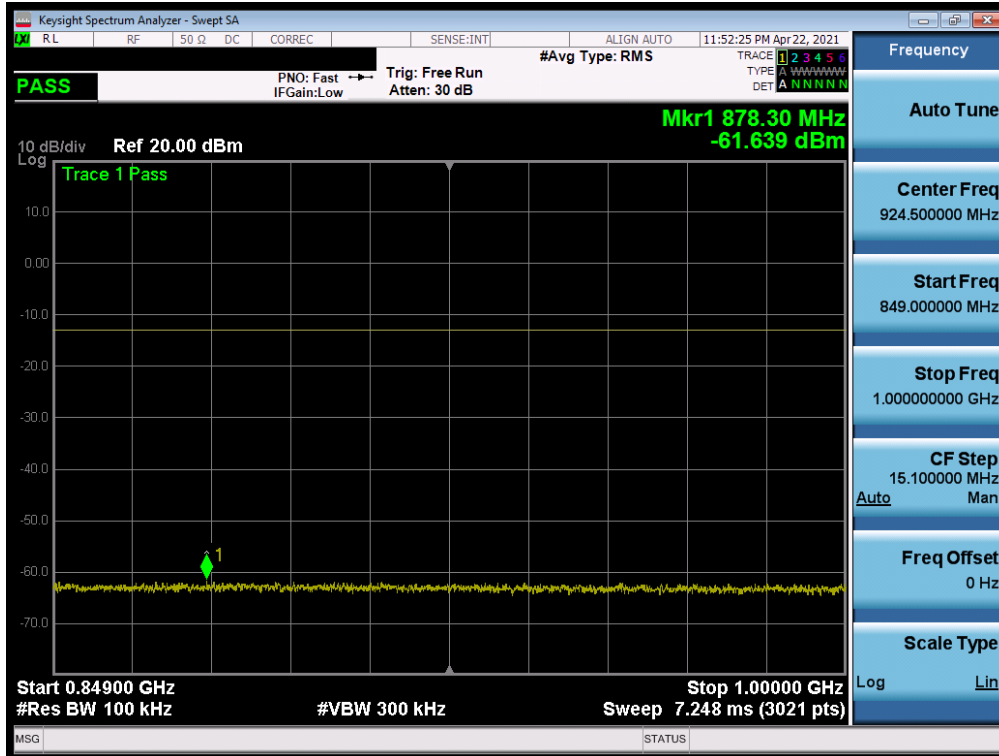 Keysight Spectrum Analyzer - Swept SA
LXI RL RF 50 Ω DC CORREC SENSE:INT ALIGN AUTO 11:52:25 PM Apr 22, 2021
#Avg Type: RMS
TRACE 1 2 3 4 5 6
PNO: Fast Trig: Free Run
TYPE A WWWWW
PASS
IFGain:Low Atten: 30 dB
DET A N N N N N
Mkr1 878.30 MHz
-61.639 dBm
10 dB/div Ref 20.00 dBm
Log
Trace 1 Pass
10.0
0.00
-10.0
-20.0
-30.0
-40.0
-50.0
1
-60.0
-70.0
Start 0.84900 GHz Stop 1.00000 GHz
#Res BW 100 kHz #VBW 300 kHz Sweep 7.248 ms (3021 pts)
MSG STATUS
Frequency
Auto Tune
Center Freq
924.500000 MHz
Start Freq
849.000000 MHz
Stop Freq
1.000000000 GHz
CF Step
15.100000 MHz
Auto Man
Freq Offset
0 Hz
Scale Type
Log Lin